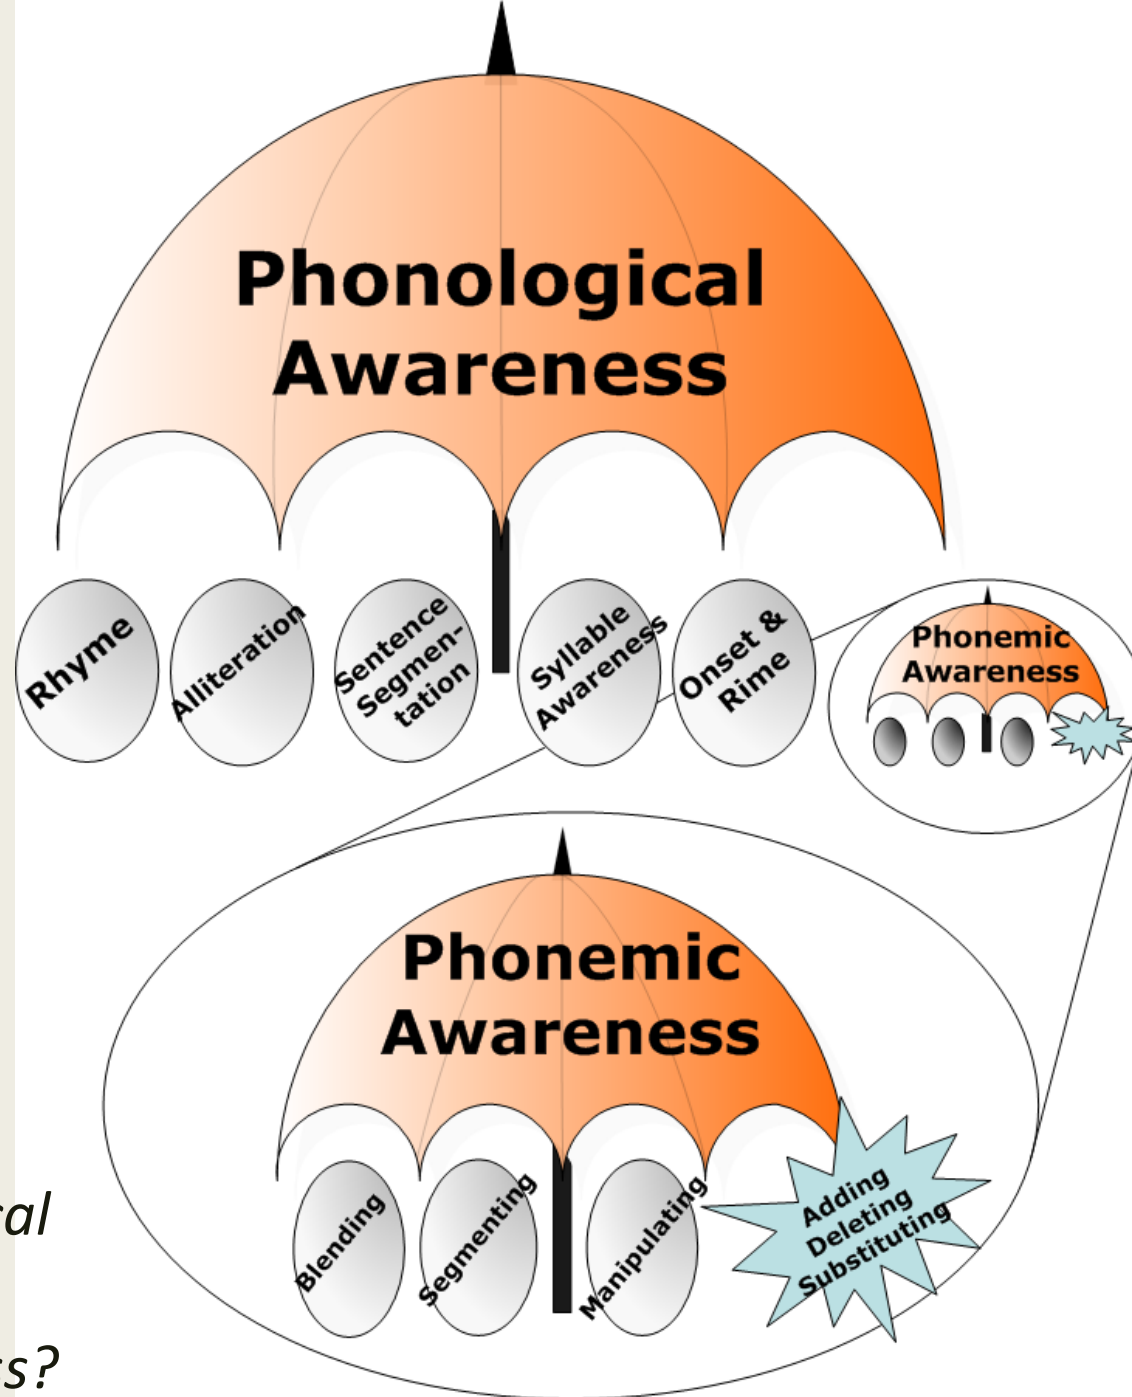 Phonological
Awareness
Rhyme
Alliteration
Sentence
Segmen-
tation
Syllable
Awareness
Onset &
Rime
Phonemic
Awareness
Phonemic
Awareness
Blending
Segmenting
Manipulating
Adding
Deleting
Substituting